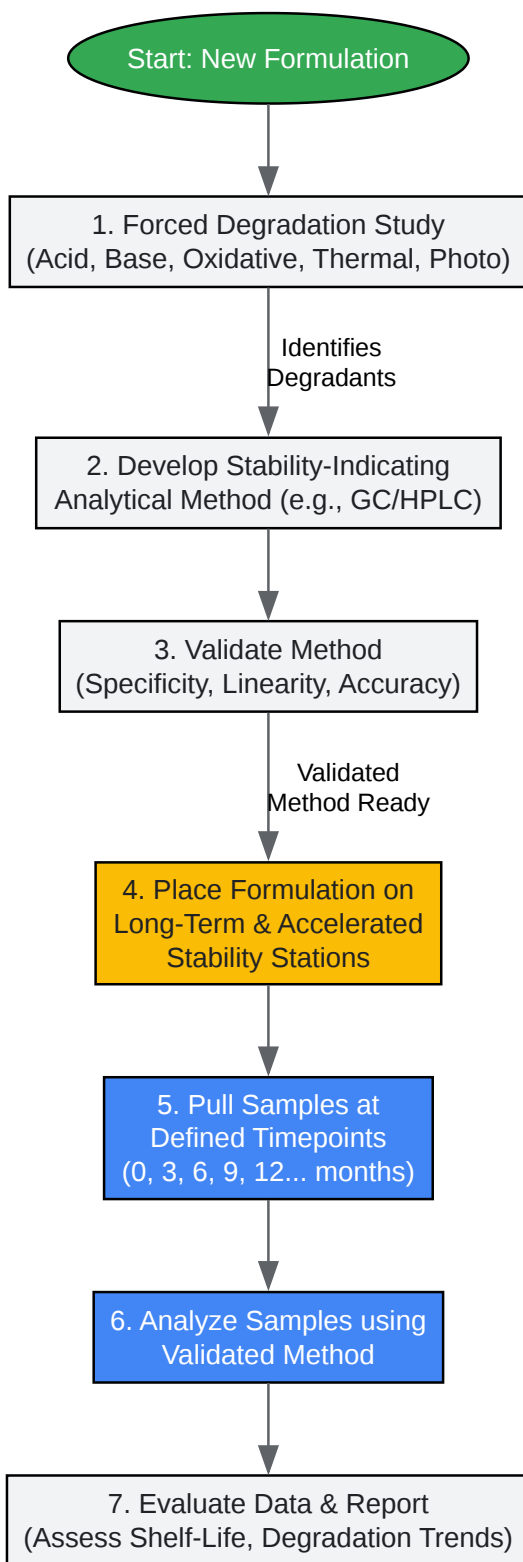 Start: New Formulation
1. Forced Degradation Study
(Acid, Base, Oxidative, Thermal, Photo)
Identifies
Degradants
2. Develop Stability-Indicating
Analytical Method (e.g., GC/HPLC)
3. Validate Method
(Specificity, Linearity, Accuracy)
Validated
Method Ready
4. Place Formulation on
Long-Term & Accelerated
Stability Stations
5. Pull Samples at
Defined Timepoints
(0, 3, 6, 9, 12... months)
6. Analyze Samples using
Validated Method
7. Evaluate Data & Report
(Assess Shelf-Life, Degradation Trends)